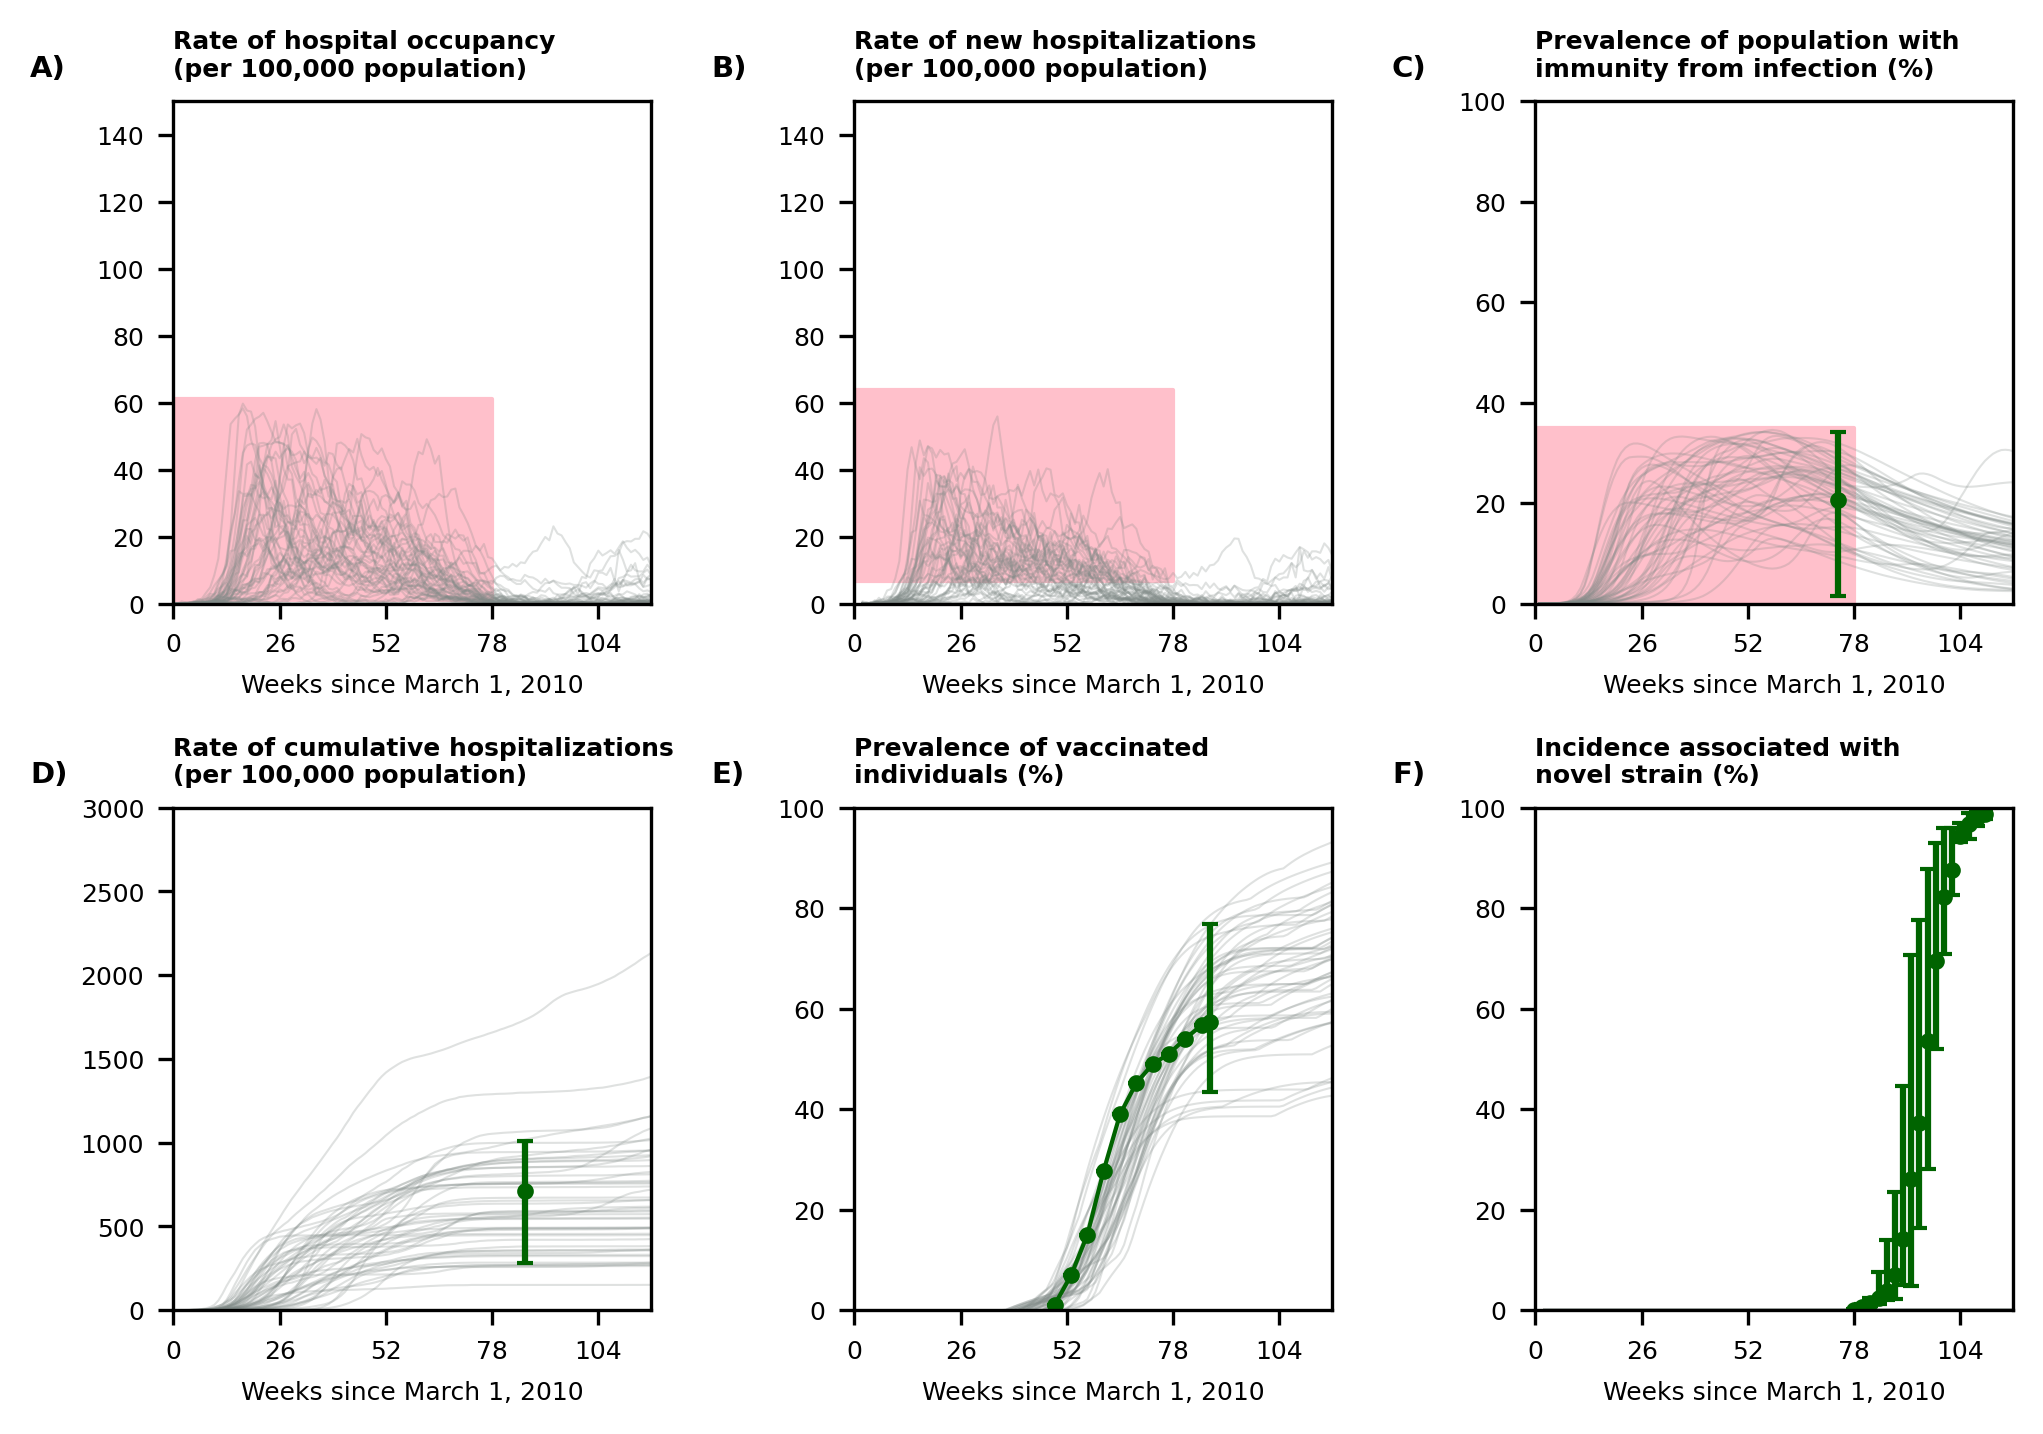 A)
Rate of hospital occupancy
(per 100,000 population)
140
120
100
80
60
40
20
0
0 26 52 78 104
Weeks since March 1, 2010
B)
Rate of new hospitalizations
(per 100,000 population)
140
120
100
80
60
40
20
0
0 26 52 78 104
Weeks since March 1, 2010
C)
Prevalence of population with
immunity from infection (%)
100
80
60
40
20
0
0 26 52 78 104
Weeks since March 1, 2010
D)
Rate of cumulative hospitalizations
(per 100,000 population)
3000
2500
2000
1500
1000
500
0
0 26 52 78 104
Weeks since March 1, 2010
E)
Prevalence of vaccinated
individuals (%)
100
80
60
40
20
0
0 26 52 78 104
Weeks since March 1, 2010
F)
Incidence associated with
novel strain (%)
100
80
60
40
20
0
0 26 52 78 104
Weeks since March 1, 2010